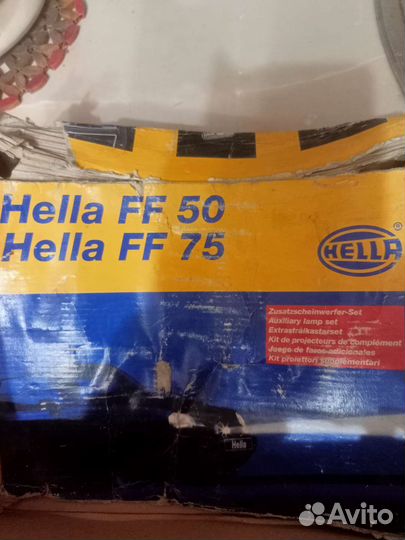 Hella FF 50
Hella FF 75
HELLA
Zusatzscheinwerfer-Set
Auxiliary lamp set
Extrastrålkastarset
Kit de projecteurs de complément
Juego de faros adicionales
Kit proiettori supplementari
Hella
Avito